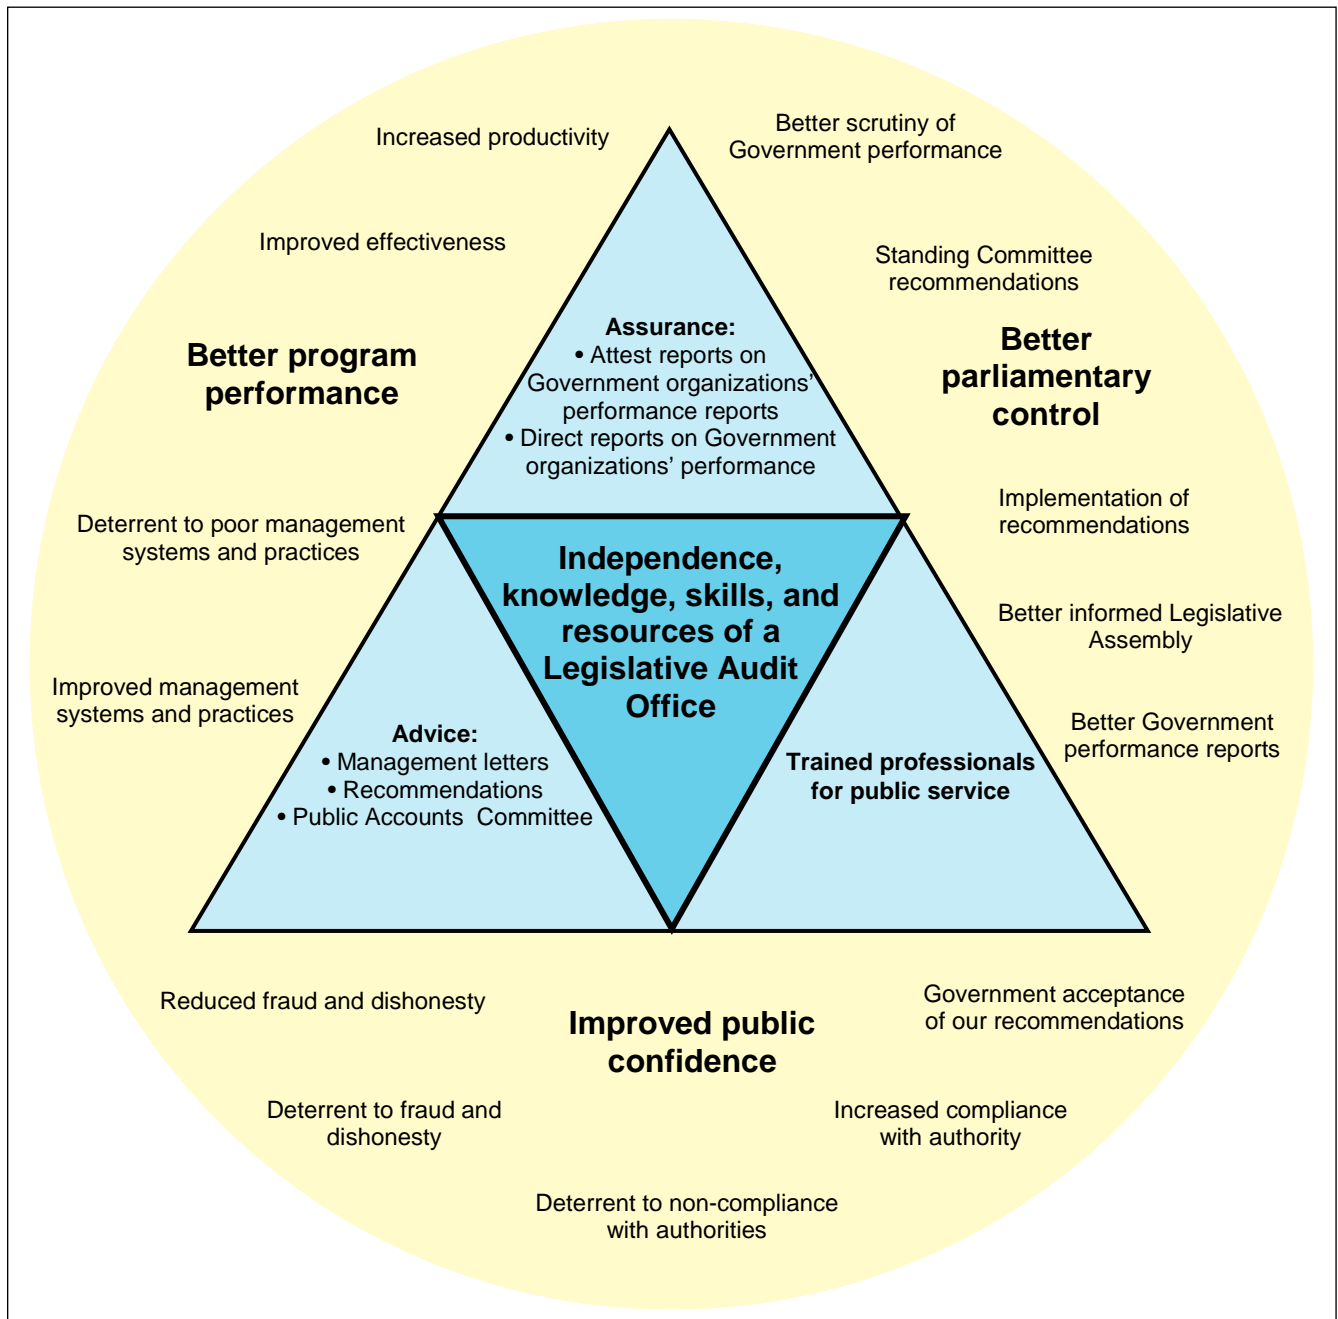 Increased productivity
Better scrutiny of
Government performance
Improved effectiveness
Standing Committee
recommendations
Better program
performance
Assurance:
• Attest reports on
Government organizations’
performance reports
• Direct reports on Government
organizations’ performance
Better
parliamentary
control
Deterrent to poor management
systems and practices
Implementation of
recommendations
Independence,
knowledge, skills, and
resources of a
Legislative Audit
Office
Better informed Legislative
Assembly
Improved management
systems and practices
Better Government
performance reports
Advice:
• Management letters
• Recommendations
• Public Accounts  Committee
Trained professionals
for public service
Reduced fraud and dishonesty
Improved public
confidence
Government acceptance
of our recommendations
Deterrent to fraud and
dishonesty
Increased compliance
with authority
Deterrent to non-compliance
with authorities